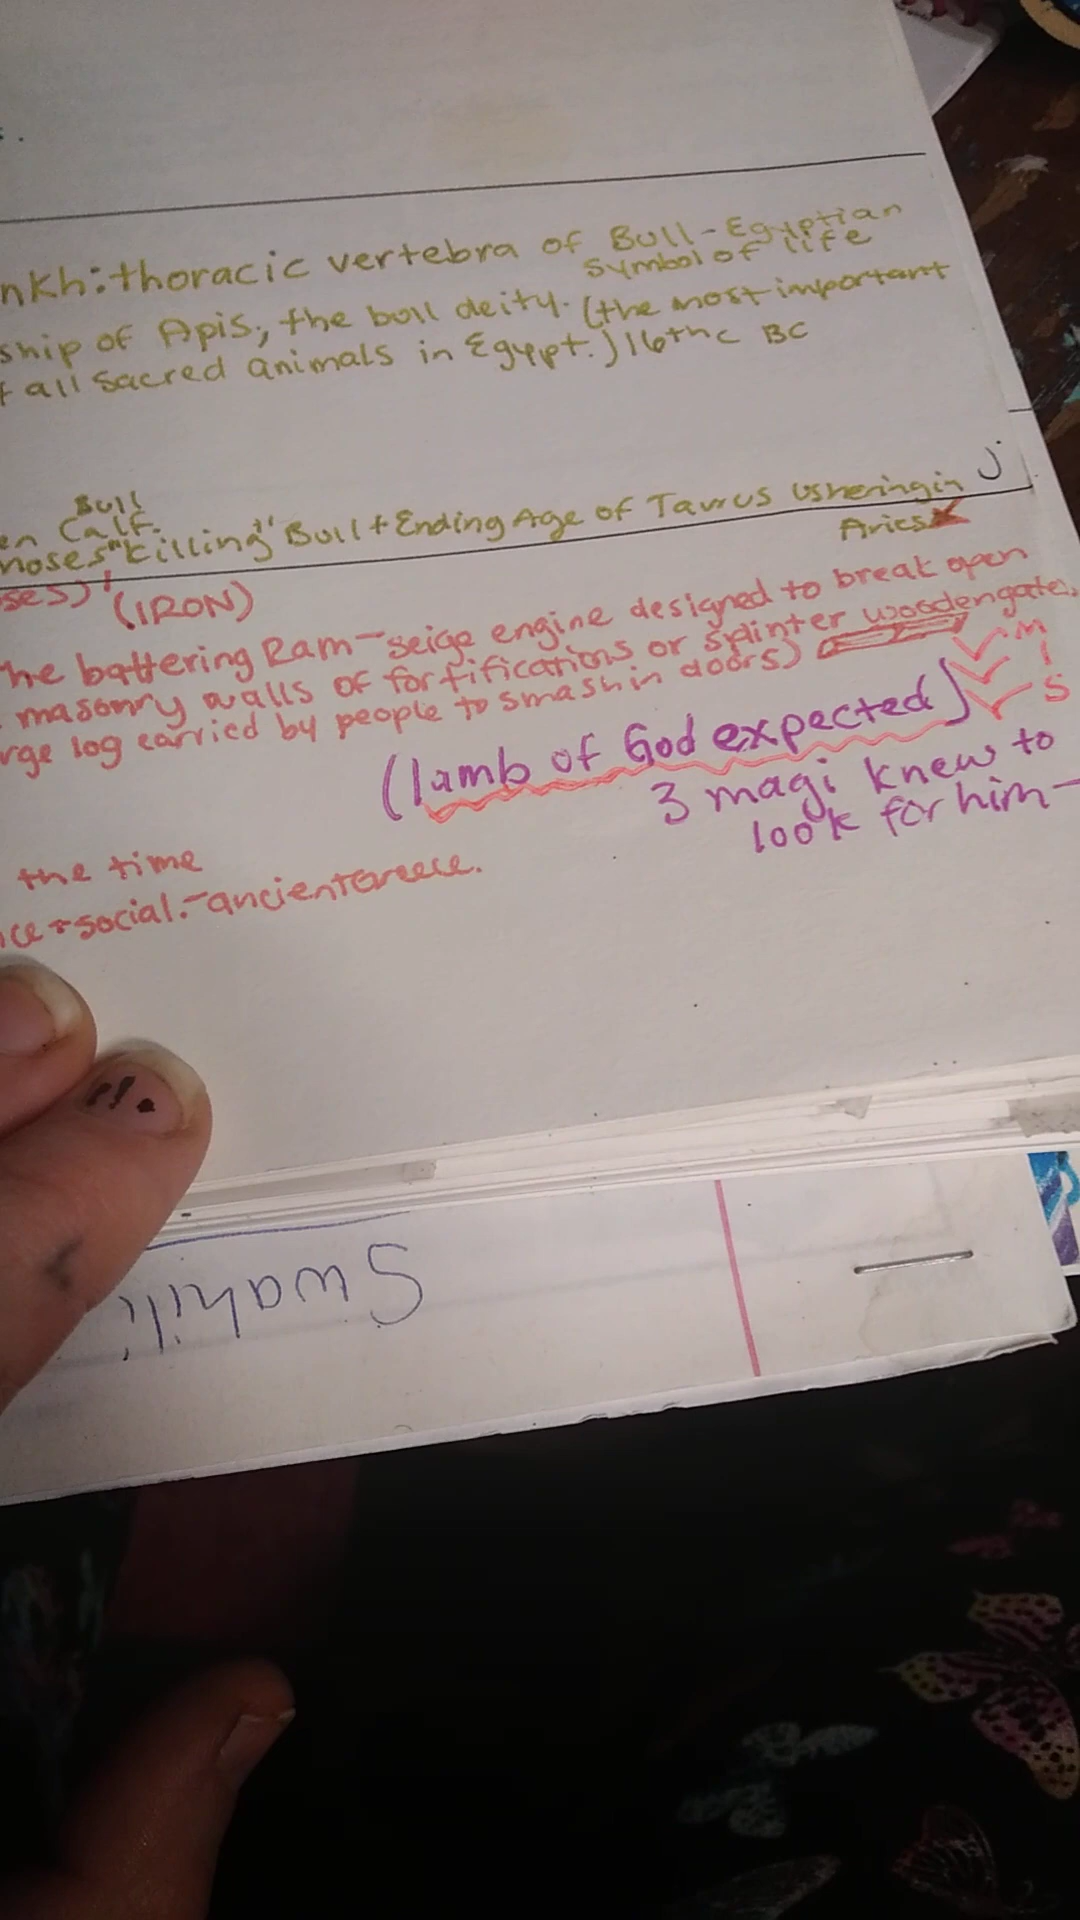 nkh: thoracic vertebra of Bull - Egyptian
symbol of life
ship of Apis, the bull deity. (the most important
all sacred animals in Egypt.) 16th c BC
Bull
en Calf.
moses "killing" Bull + Ending Age of Taurus Ushering in
Aries
ses)
(IRON)
he battering Ram - seige engine designed to break open
masonry walls of fortifications or splinter woodengates
rge log carried by people to smash in doors)
M
I
S
(lamb of God expected)
3 magi knew to
look for him -
the time
ce + social. - ancient Greece.
Swahili